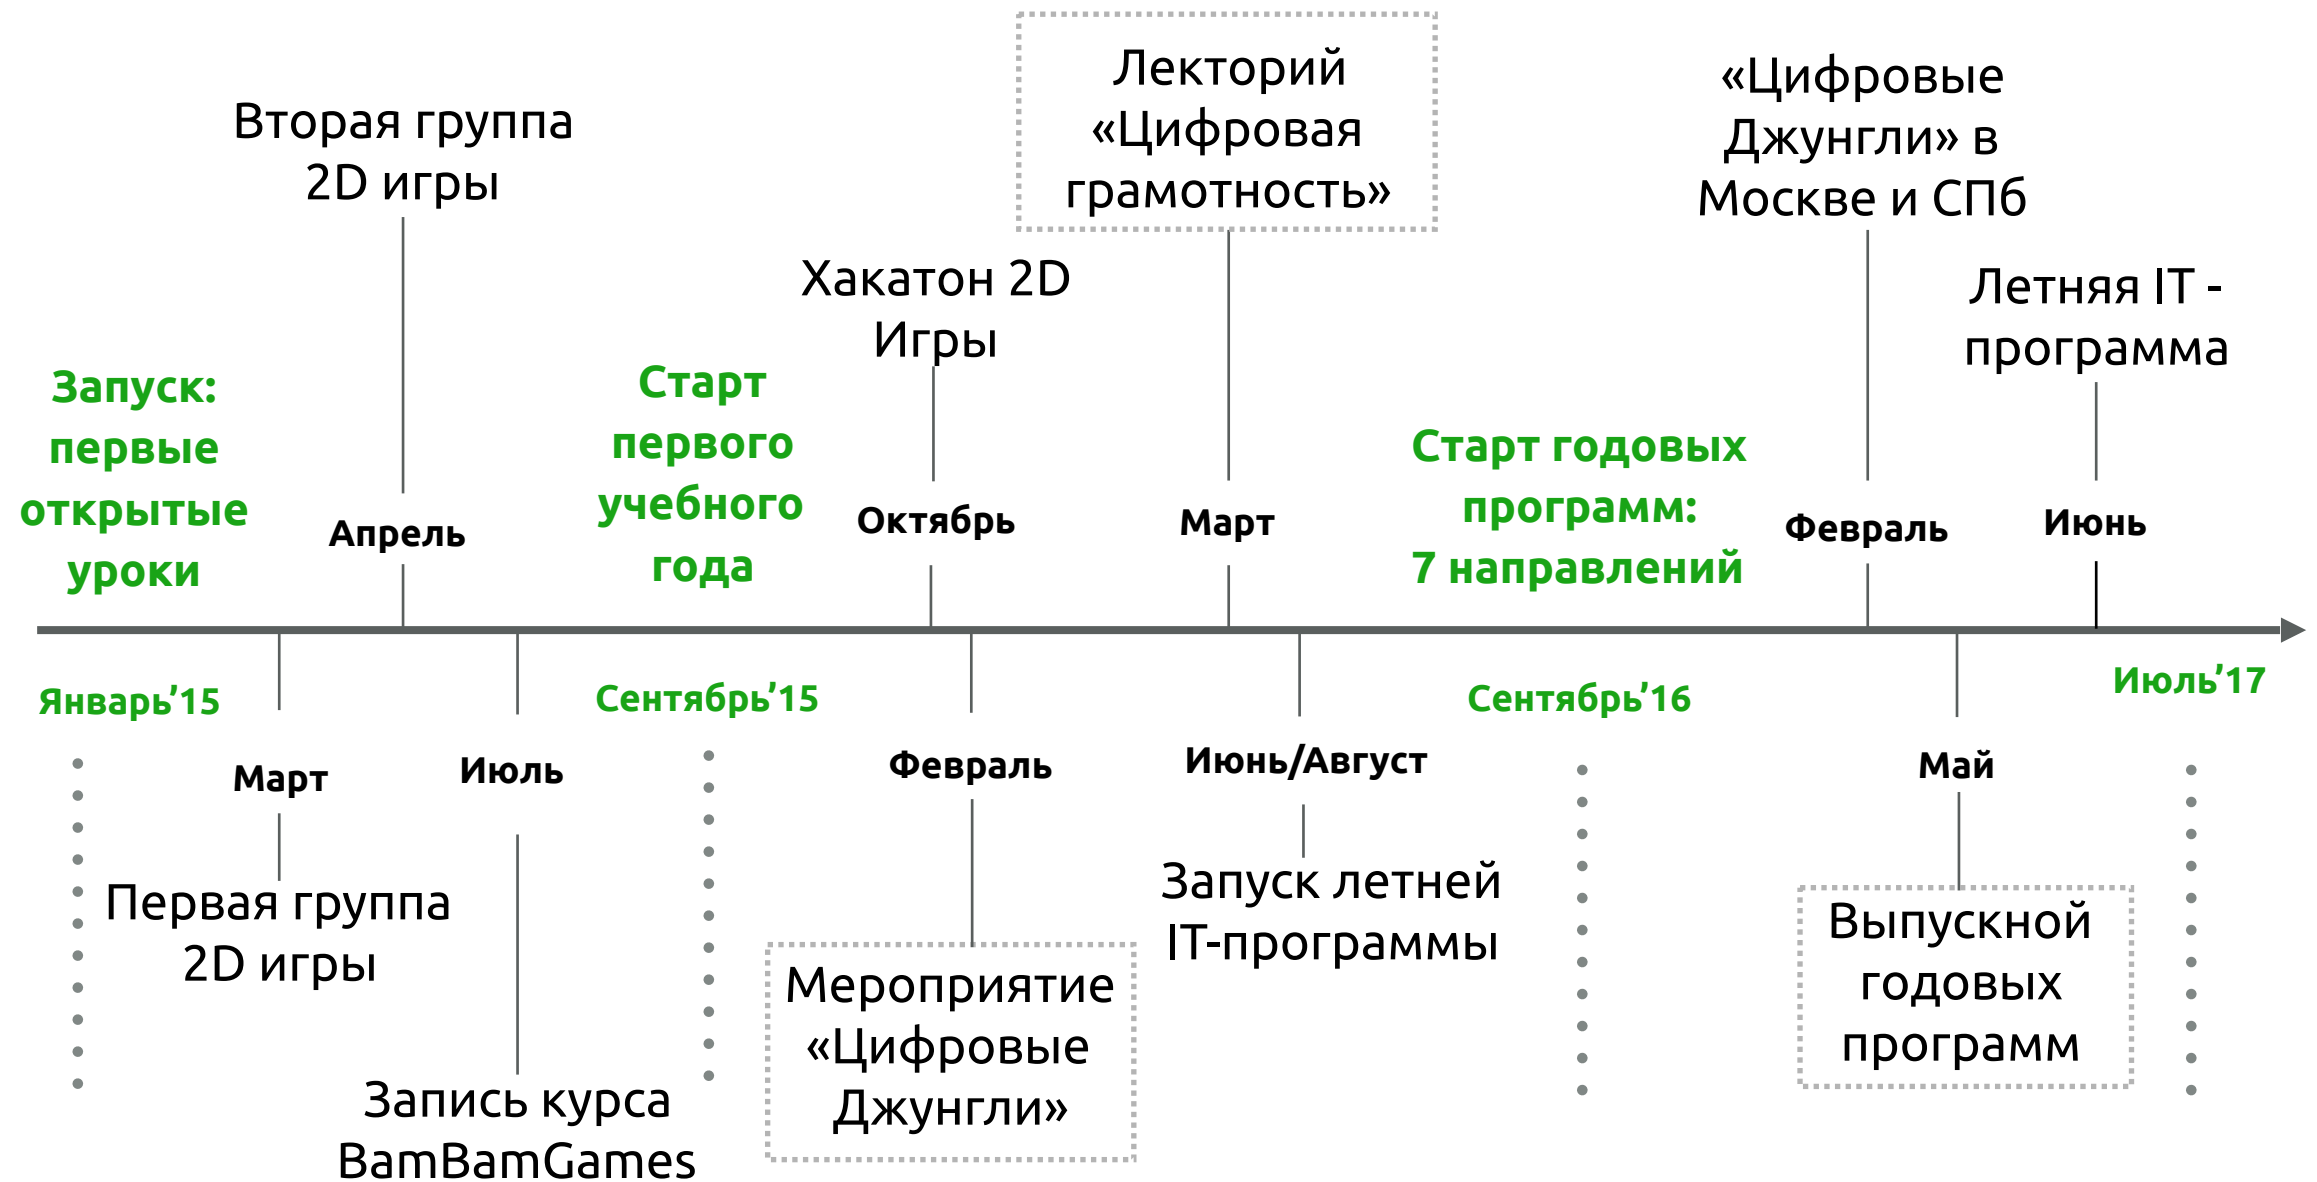 Лекторий
«Цифровая
грамотность»
«Цифровые
Джунгли» в
Москве и СПб
Вторая группа
2D игры
Хакатон 2D
Игры
Летняя IT -
программа
Запуск:
первые
открытые
уроки
Апрель
Старт
первого
учебного
года
Октябрь
Март
Старт годовых
программ:
7 направлений
Февраль
Июнь
Январь’15
Март
Первая группа
2D игры
Июль
Запись курса
BamBamGames
Сентябрь’15
Февраль
Мероприятие
«Цифровые
Джунгли»
Июнь/Август
Запуск летней
IT-программы
Сентябрь’16
Май
Выпускной
годовых
программ
Июль’17